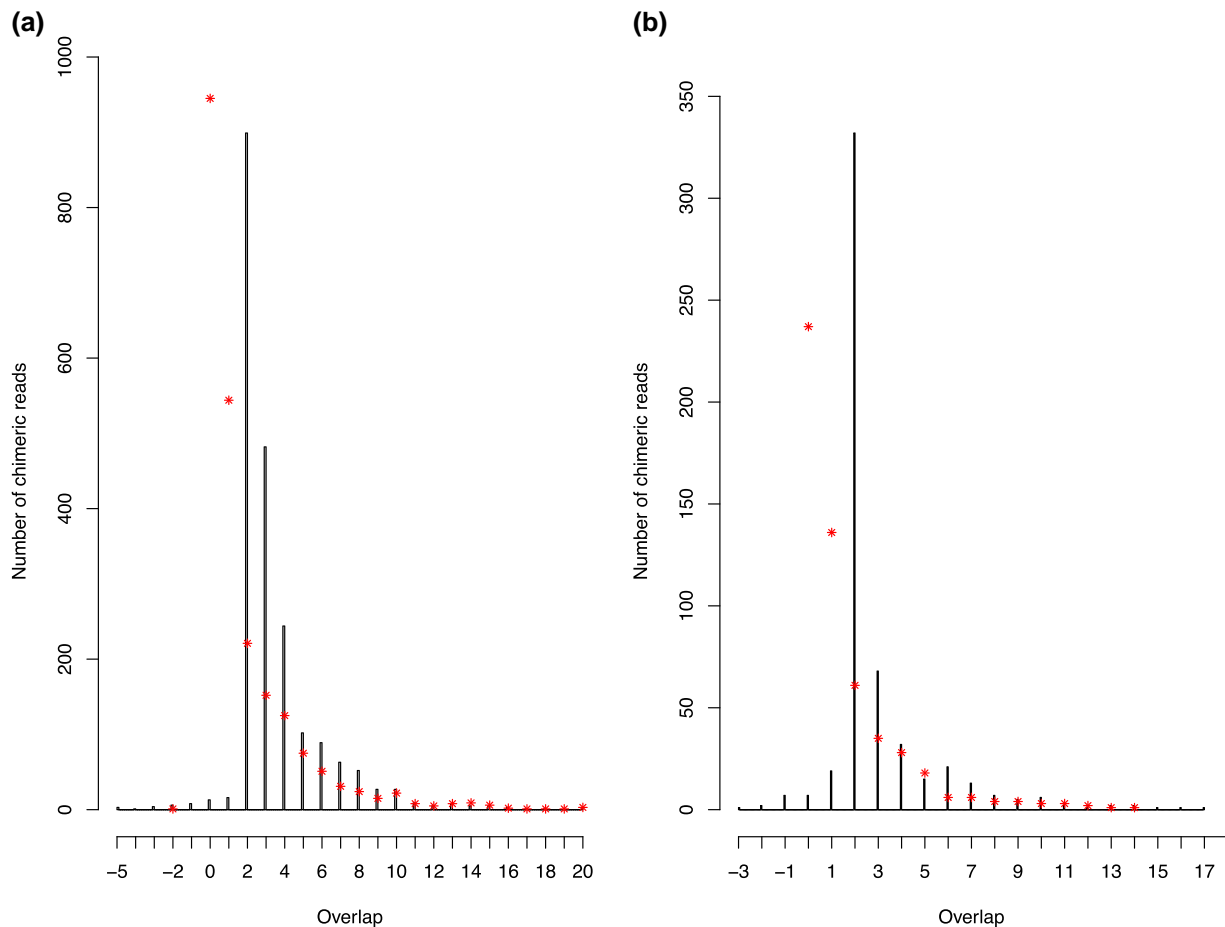 (a)
Number of chimeric reads
1000
800
600
400
200
0
−5 −2 0 2 4 6 8 10 12 14 16 18 20
Overlap
(b)
Number of chimeric reads
350
300
250
200
150
100
50
0
−3 −1 1 3 5 7 9 11 13 15 17
Overlap